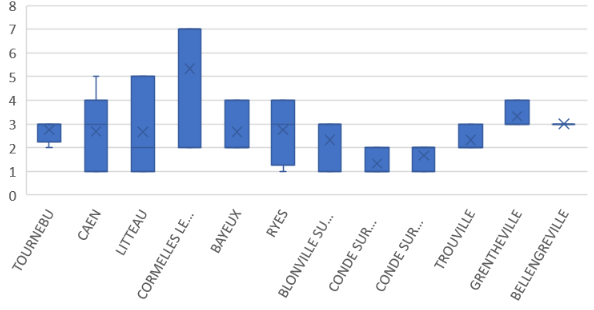 8
7
6
5
4
3
2
1
0
TOURNEBU
CAEN
LITTEAU
CORMELLES LE...
BAYEUX
RYES
BLONVILLE SU...
CONDE SUR...
CONDE SUR...
TROUVILLE
GRENTHEVILLE
BELLENGREVILLE